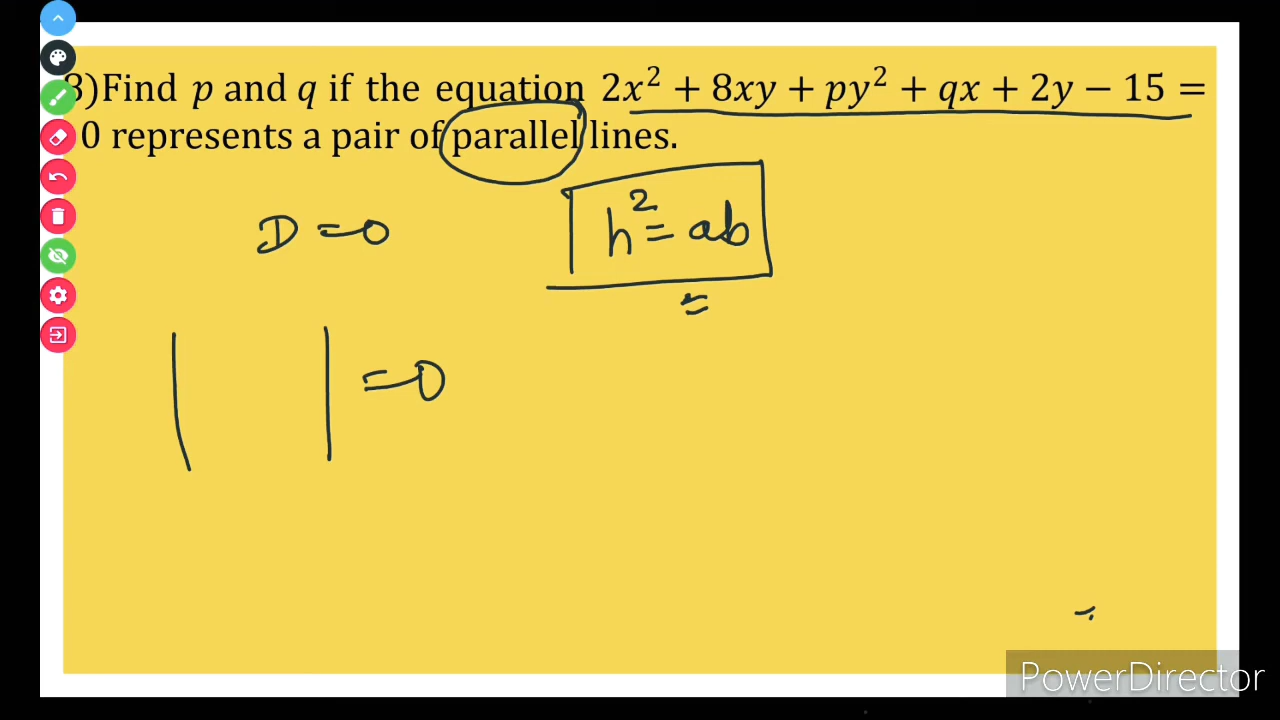 3)Find p and q if the equation 2x² + 8xy + py² + qx + 2y − 15 =
0 represents a pair of parallel lines.
D = 0
h² = ab
= 0
PowerDirector